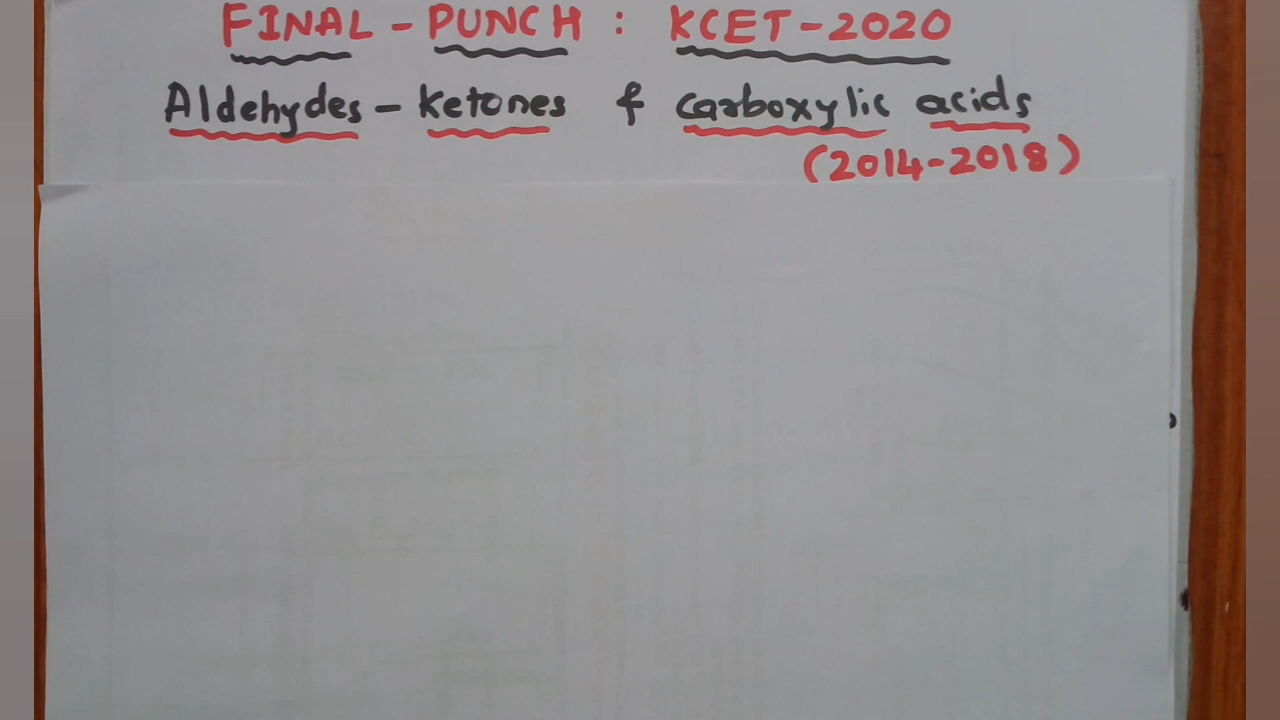 FINAL - PUNCH : KCET-2020
Aldehydes - ketones & carboxylic acids
(2014-2018)